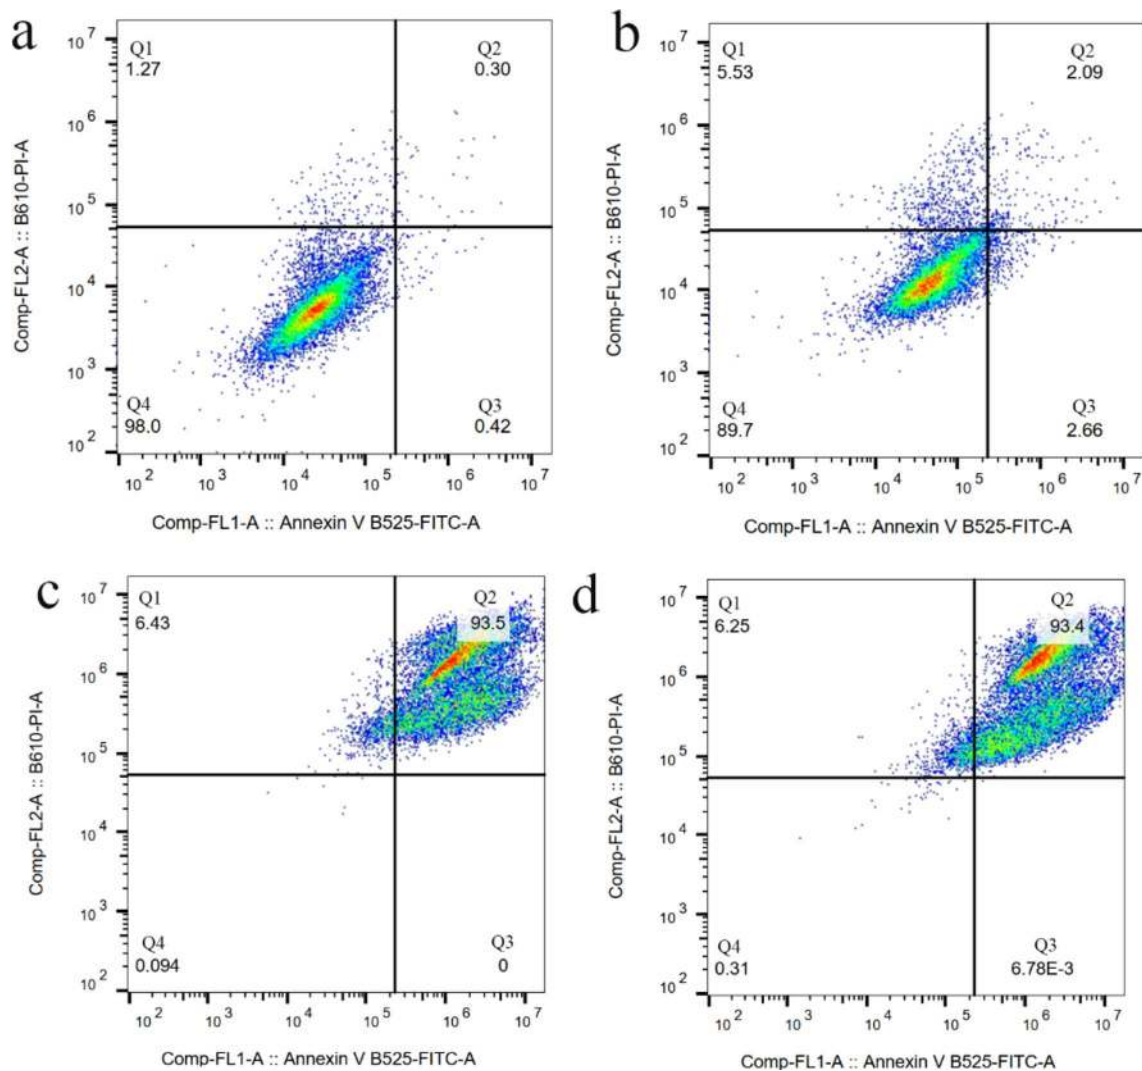 a
Q1
1.27
Q2
0.30
Q4
98.0
Q3
0.42
10^7
10^6
10^5
10^4
10^3
10^2
10^2 10^3 10^4 10^5 10^6 10^7
Comp-FL2-A :: B610-PI-A
Comp-FL1-A :: Annexin V B525-FITC-A
b
Q1
5.53
Q2
2.09
Q4
89.7
Q3
2.66
10^7
10^6
10^5
10^4
10^3
10^2
10^2 10^3 10^4 10^5 10^6 10^7
Comp-FL2-A :: B610-PI-A
Comp-FL1-A :: Annexin V B525-FITC-A
c
Q1
6.43
Q2
93.5
Q4
0.094
Q3
0
10^7
10^6
10^5
10^4
10^3
10^2
10^2 10^3 10^4 10^5 10^6 10^7
Comp-FL2-A :: B610-PI-A
Comp-FL1-A :: Annexin V B525-FITC-A
d
Q1
6.25
Q2
93.4
Q4
0.31
Q3
6.78E-3
10^7
10^6
10^5
10^4
10^3
10^2
10^2 10^3 10^4 10^5 10^6 10^7
Comp-FL2-A :: B610-PI-A
Comp-FL1-A :: Annexin V B525-FITC-A